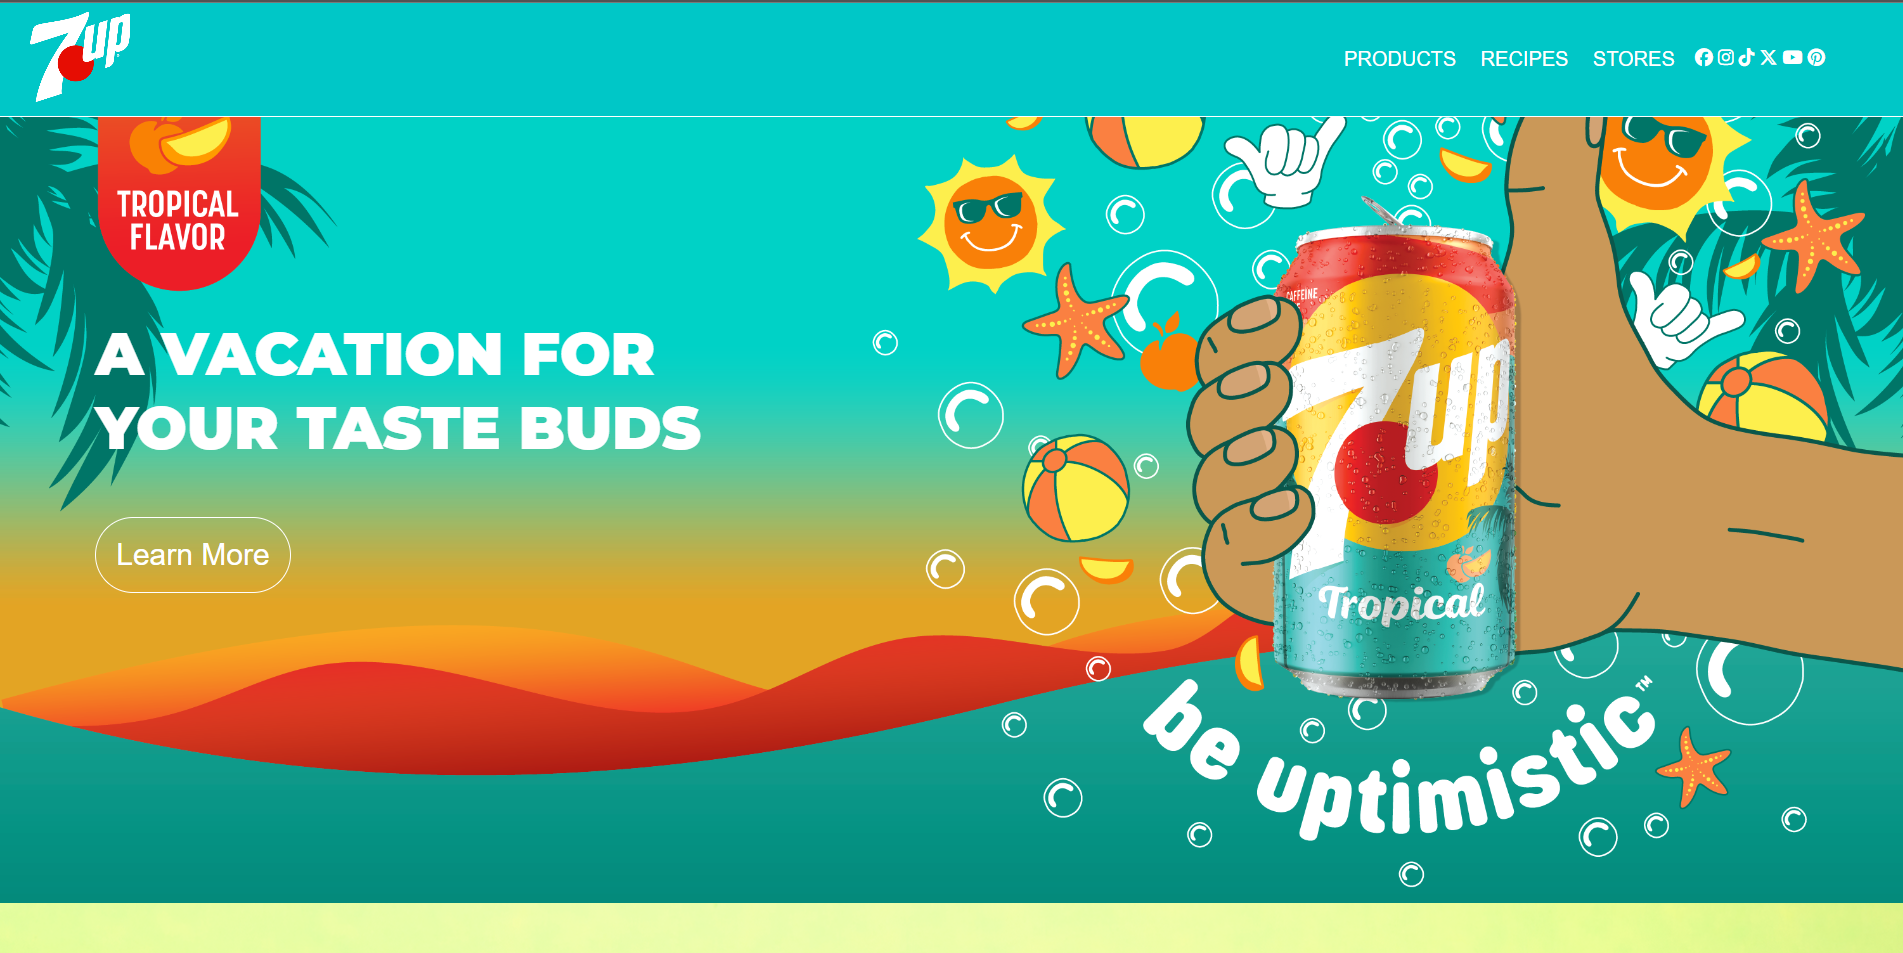 7up
PRODUCTS RECIPES STORES
TROPICAL
FLAVOR
A VACATION FOR
YOUR TASTE BUDS
Learn More
CAFFEINE
7up
Tropical
be uptimistic™